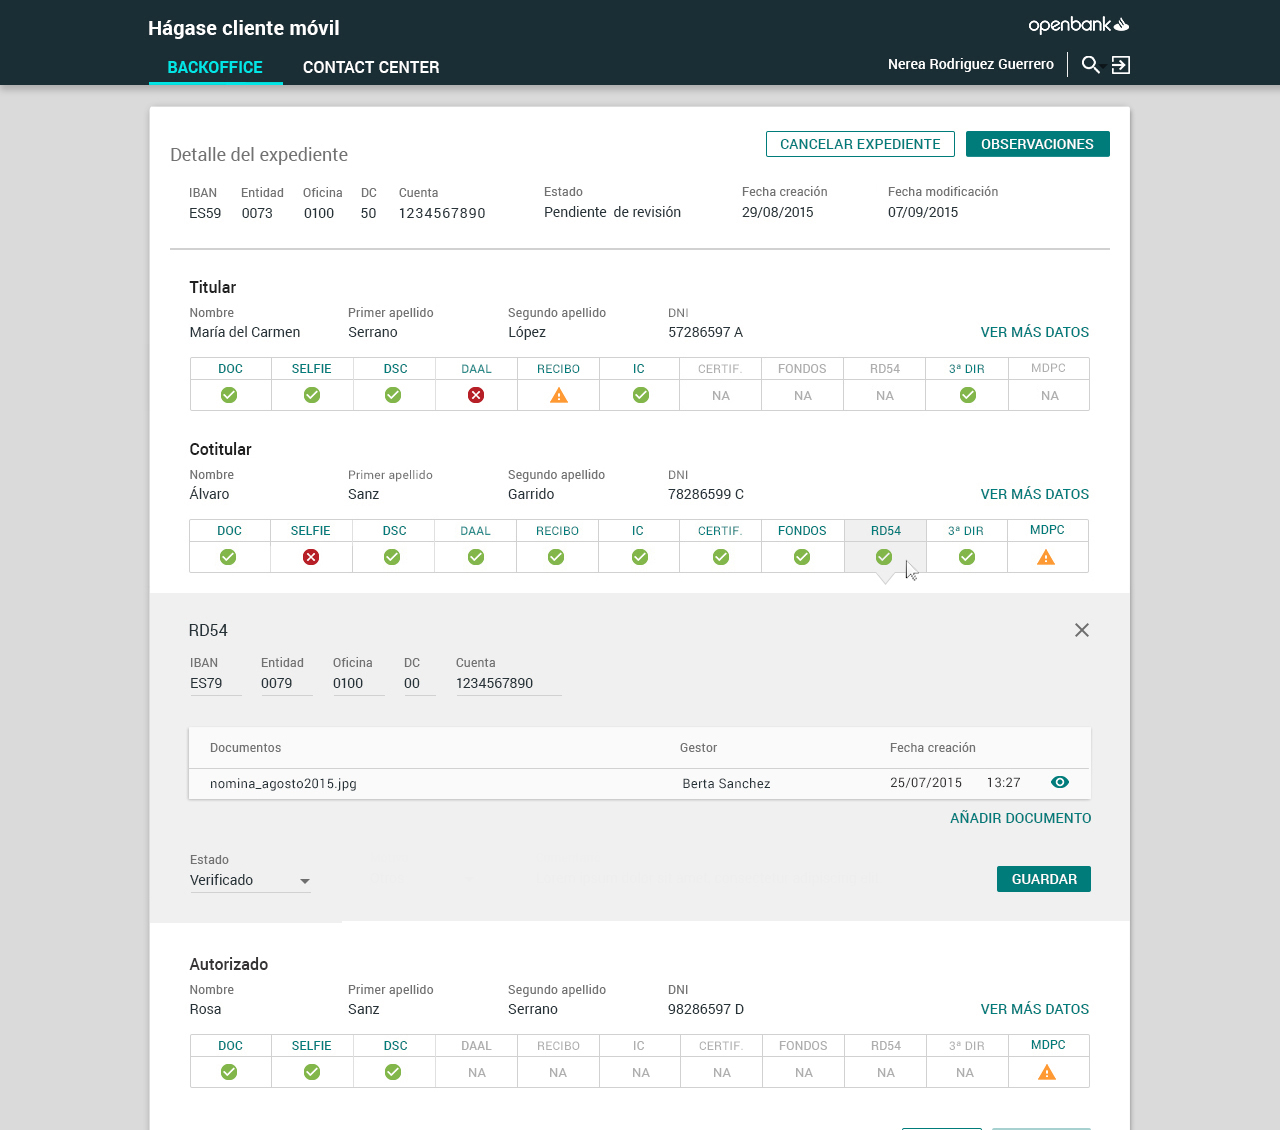 Hágase cliente móvil
openbank
BACKOFFICE CONTACT CENTER
Nerea Rodriguez Guerrero
Detalle del expediente
CANCELAR EXPEDIENTE OBSERVACIONES
IBAN Entidad Oficina DC Cuenta Estado Fecha creación Fecha modificación
ES59 0073 0100 50 1234567890 Pendiente de revisión 29/08/2015 07/09/2015
Titular
Nombre Primer apellido Segundo apellido DNI
María del Carmen Serrano López 57286597 A VER MÁS DATOS
DOC SELFIE DSC DAAL RECIBO IC CERTIF. FONDOS RD54 3ª DIR MDPC
NA NA NA NA
Cotitular
Nombre Primer apellido Segundo apellido DNI
Álvaro Sanz Garrido 78286599 C VER MÁS DATOS
DOC SELFIE DSC DAAL RECIBO IC CERTIF. FONDOS RD54 3ª DIR MDPC
RD54
IBAN Entidad Oficina DC Cuenta
ES79 0079 0100 00 1234567890
Documentos Gestor Fecha creación
nomina_agosto2015.jpg Berta Sanchez 25/07/2015 13:27
AÑADIR DOCUMENTO
Estado
Verificado
GUARDAR
Autorizado
Nombre Primer apellido Segundo apellido DNI
Rosa Sanz Serrano 98286597 D VER MÁS DATOS
DOC SELFIE DSC DAAL RECIBO IC CERTIF. FONDOS RD54 3ª DIR MDPC
NA NA NA NA NA NA NA